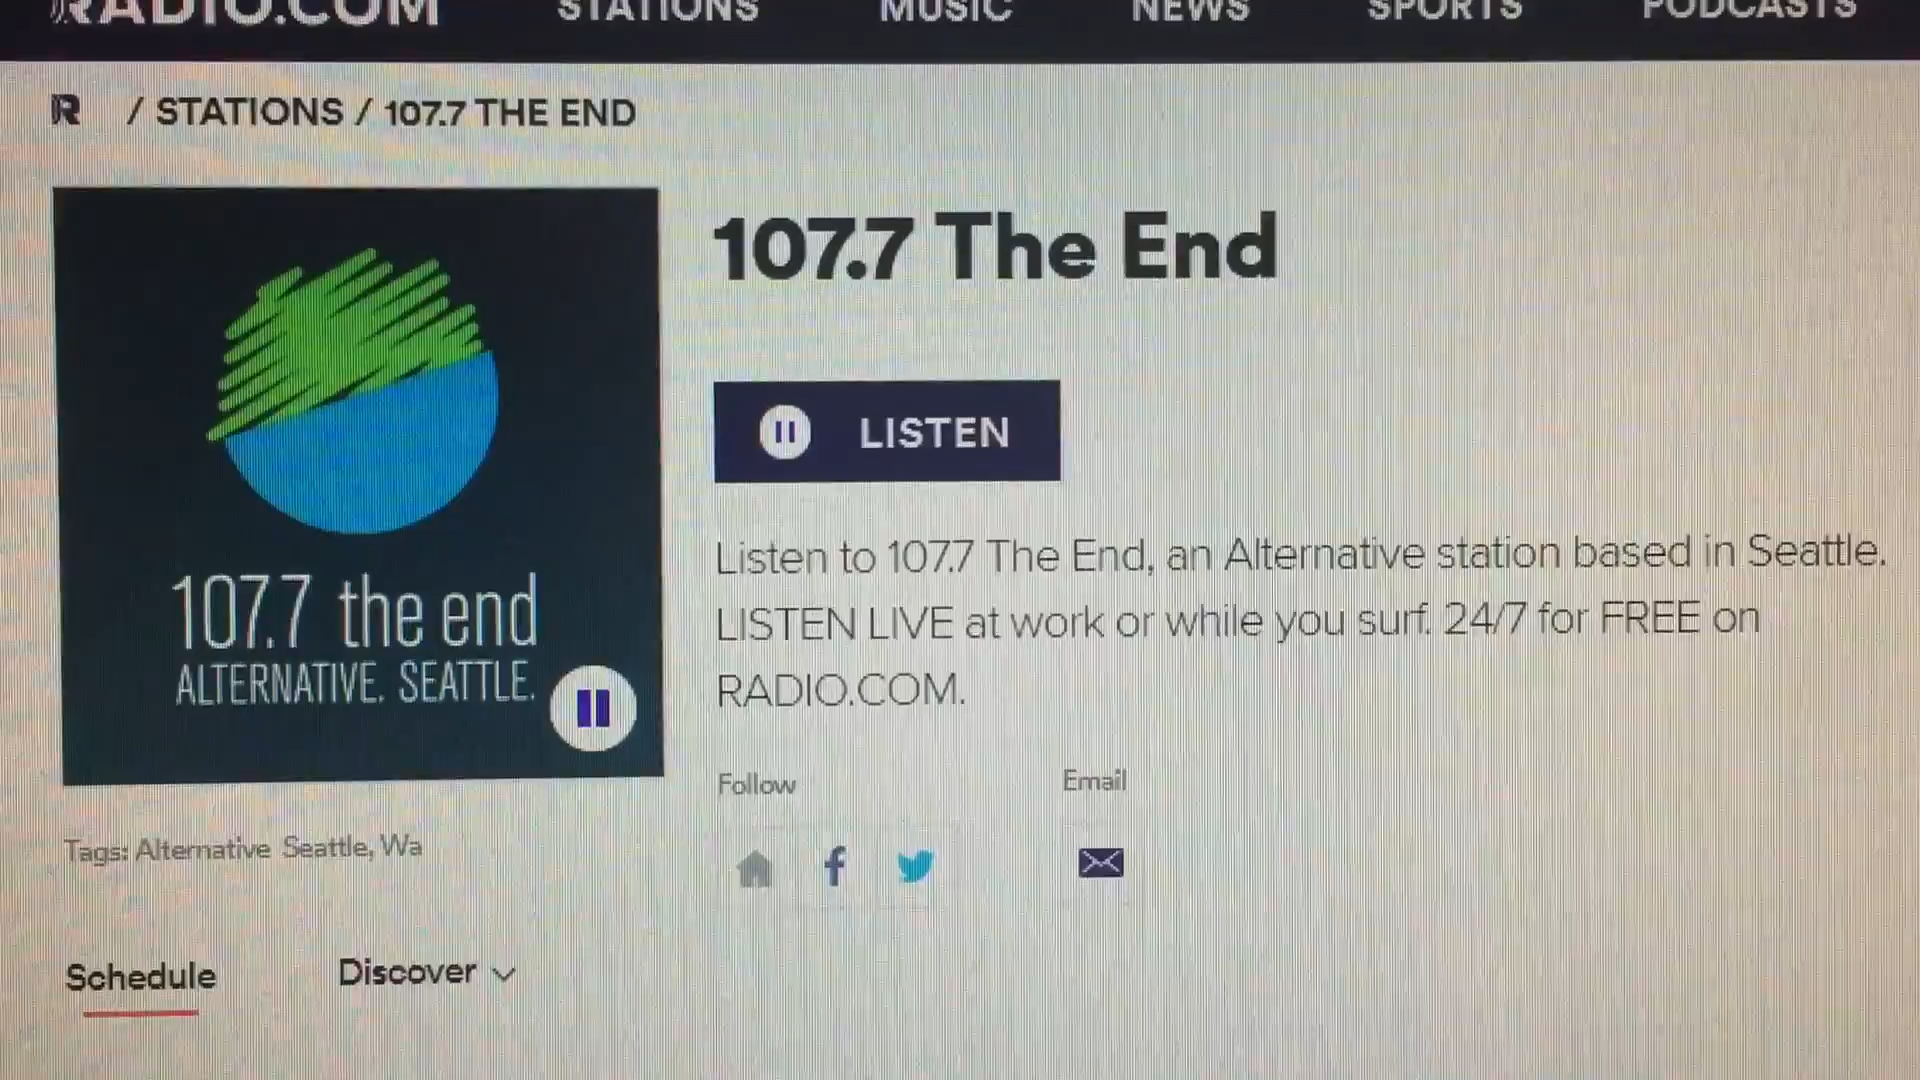 RADIO.COM STATIONS MUSIC NEWS SPORTS PODCASTS
R / STATIONS / 107.7 THE END
107.7 The End
LISTEN
107.7 the end
ALTERNATIVE. SEATTLE.
Listen to 107.7 The End, an Alternative station based in Seattle.
LISTEN LIVE at work or while you surf. 24/7 for FREE on
RADIO.COM.
Follow Email
Tags: Alternative Seattle, Wa
Schedule Discover